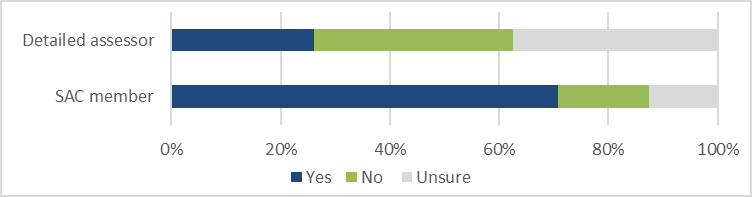 Detailed assessor
SAC member
0% 20% 40% 60% 80% 100%
Yes No Unsure